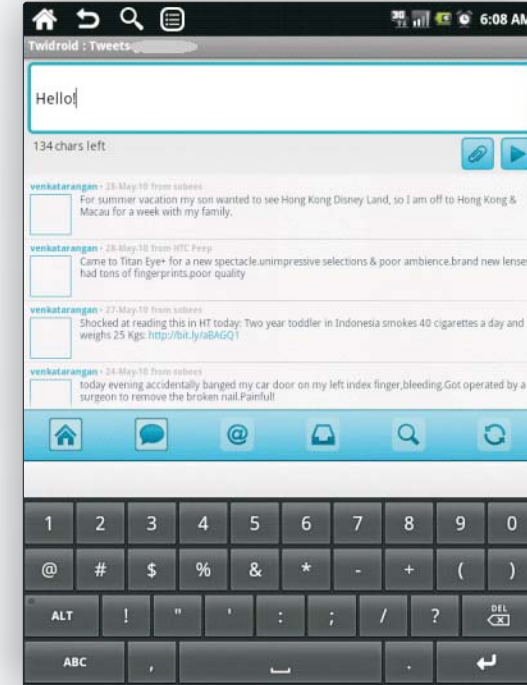 3G 6:08 AM
Twidroid : Tweets
Hello!
134 chars left
venkatarangan • 28-May-10 from sobees
For summer vacation my son wanted to see Hong Kong Disney Land, so I am off to Hong Kong &
Macau for a week with my family.
venkatarangan • 28-May-10 from HTC Peep
Came to Titan Eye+ for a new spectacle.unimpressive selections & poor ambience.brand new lenses
had tons of fingerprints.poor quality
venkatarangan • 27-May-10 from sobees
Shocked at reading this in HT today: Two year toddler in Indonesia smokes 40 cigarettes a day and
weighs 25 Kgs: http://bit.ly/aBAGQ1
venkatarangan • 24-May-10 from sobees
today evening accidentally banged my car door on my left index finger,bleeding.Got operated by a
surgeon to remove the broken nail.Painful!
@
1 2 3 4 5 6 7 8 9 0
@ # $ % & * - + ( )
ALT ! " ' : ; / ? DEL
ABC , .